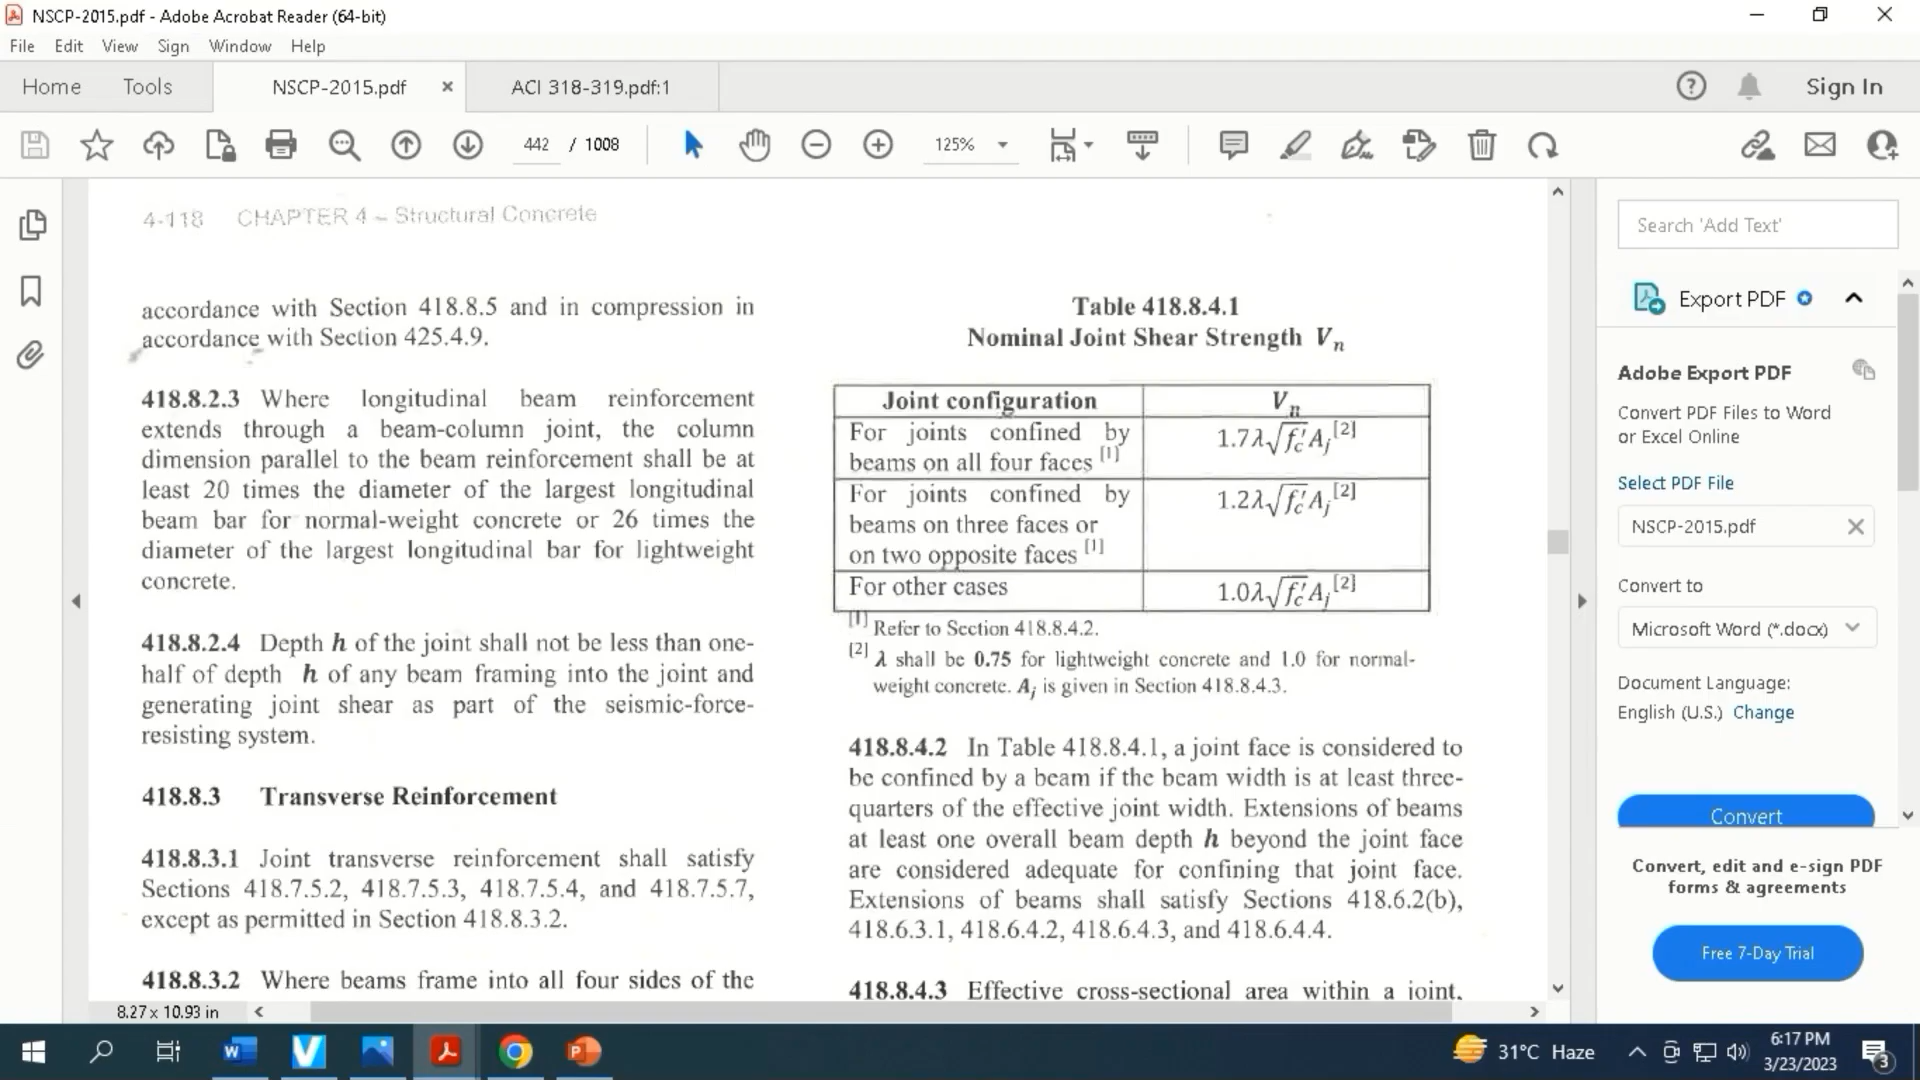 NSCP-2015.pdf - Adobe Acrobat Reader (64-bit)
File Edit View Sign Window Help
Home Tools NSCP-2015.pdf × ACI 318-319.pdf:1 Sign In
442 / 1008 125%
4-118 CHAPTER 4 – Structural Concrete
accordance with Section 418.8.5 and in compression in
accordance with Section 425.4.9.
418.8.2.3 Where longitudinal beam reinforcement
extends through a beam-column joint, the column
dimension parallel to the beam reinforcement shall be at
least 20 times the diameter of the largest longitudinal
beam bar for normal-weight concrete or 26 times the
diameter of the largest longitudinal bar for lightweight
concrete.
418.8.2.4 Depth h of the joint shall not be less than one-
half of depth h of any beam framing into the joint and
generating joint shear as part of the seismic-force-
resisting system.
418.8.3 Transverse Reinforcement
418.8.3.1 Joint transverse reinforcement shall satisfy
Sections 418.7.5.2, 418.7.5.3, 418.7.5.4, and 418.7.5.7,
except as permitted in Section 418.8.3.2.
418.8.3.2 Where beams frame into all four sides of the
Table 418.8.4.1
Nominal Joint Shear Strength Vn
Joint configuration Vn
For joints confined by
beams on all four faces [1] 1.7λ√f'c Aj [2]
For joints confined by
beams on three faces or
on two opposite faces [1] 1.2λ√f'c Aj [2]
For other cases 1.0λ√f'c Aj [2]
[1] Refer to Section 418.8.4.2.
[2] λ shall be 0.75 for lightweight concrete and 1.0 for normal-
weight concrete. Aj is given in Section 418.8.4.3.
418.8.4.2 In Table 418.8.4.1, a joint face is considered to
be confined by a beam if the beam width is at least three-
quarters of the effective joint width. Extensions of beams
at least one overall beam depth h beyond the joint face
are considered adequate for confining that joint face.
Extensions of beams shall satisfy Sections 418.6.2(b),
418.6.3.1, 418.6.4.2, 418.6.4.3, and 418.6.4.4.
418.8.4.3 Effective cross-sectional area within a joint,
8.27 x 10.93 in
Search 'Add Text'
Export PDF
Adobe Export PDF
Convert PDF Files to Word
or Excel Online
Select PDF File
NSCP-2015.pdf
Convert to
Microsoft Word (*.docx)
Document Language:
English (U.S.) Change
Convert
Convert, edit and e-sign PDF
forms & agreements
Free 7-Day Trial
31°C Haze
6:17 PM
3/23/2023
3